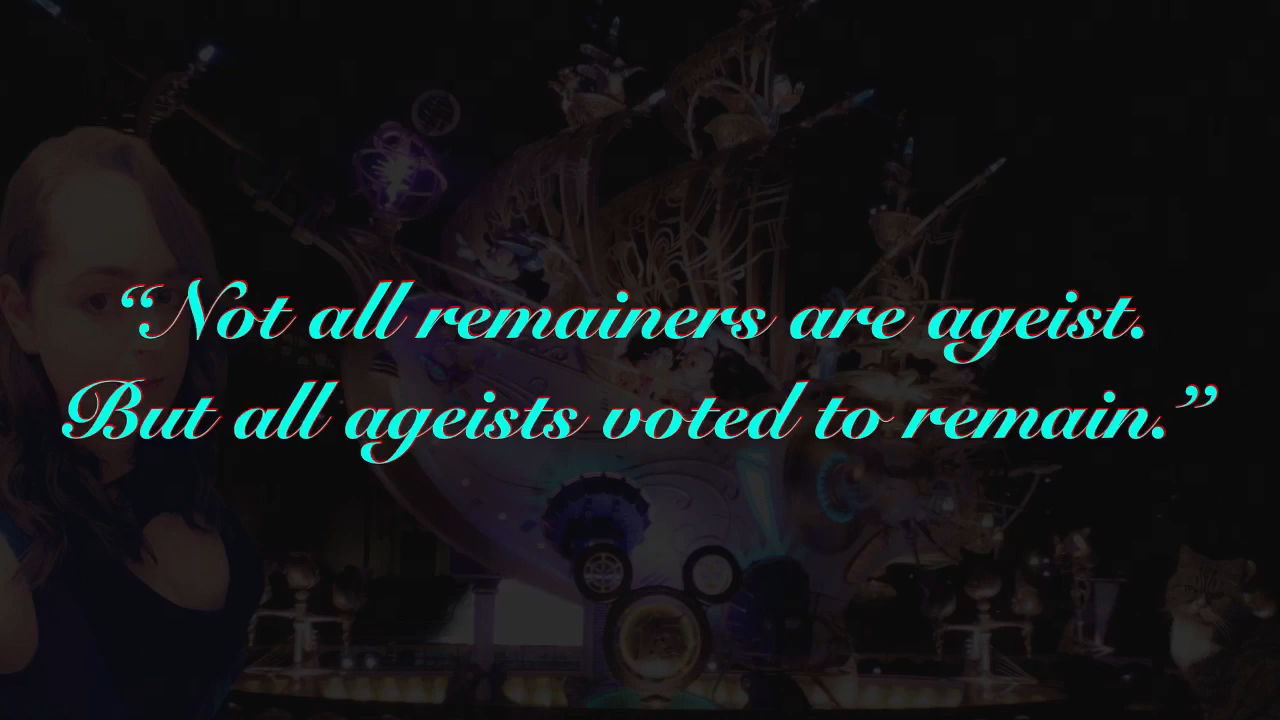 “Not all remainers are ageist.
But all ageists voted to remain.”